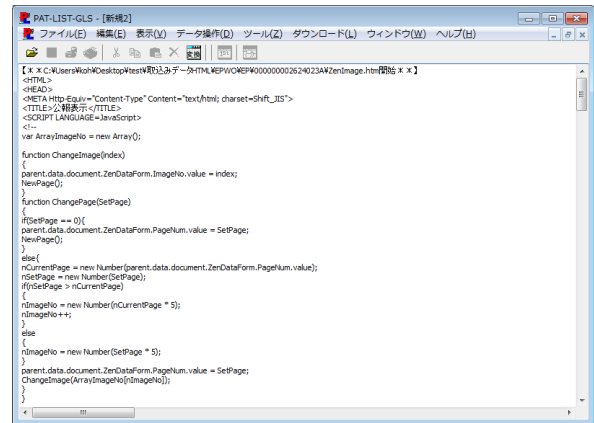 PAT-LIST-GLS - [新規2]
ファイル(F) 編集(E) 表示(V) データ操作(D) ツール(Z) ダウンロード(L) ウィンドウ(W) ヘルプ(H)
変換
【＊＊C:¥Users¥koh¥Desktop¥test¥取込みデータHTML¥EPWO¥EP¥000000002624023A¥ZenImage.htm開始＊＊】
<HTML>
<HEAD>
<META Http-Equiv="Content-Type" Content="text/html; charset=Shift_JIS">
<TITLE>公報表示</TITLE>
<SCRIPT LANGUAGE=JavaScript>
<!--
var ArrayImageNo = new Array();
function ChangeImage(index)
{
parent.data.document.ZenDataForm.ImageNo.value = index;
NewPage();
}
function ChangePage(SetPage)
{
if(SetPage == 0){
parent.data.document.ZenDataForm.PageNum.value = SetPage;
NewPage();
}
else{
nCurrentPage = new Number(parent.data.document.ZenDataForm.PageNum.value);
nSetPage = new Number(SetPage);
if(nSetPage > nCurrentPage)
{
nImageNo = new Number(nCurrentPage * 5);
nImageNo++;
}
else
{
nImageNo = new Number(SetPage * 5);
}
parent.data.document.ZenDataForm.PageNum.value = SetPage;
ChangeImage(ArrayImageNo[nImageNo]);
}
}